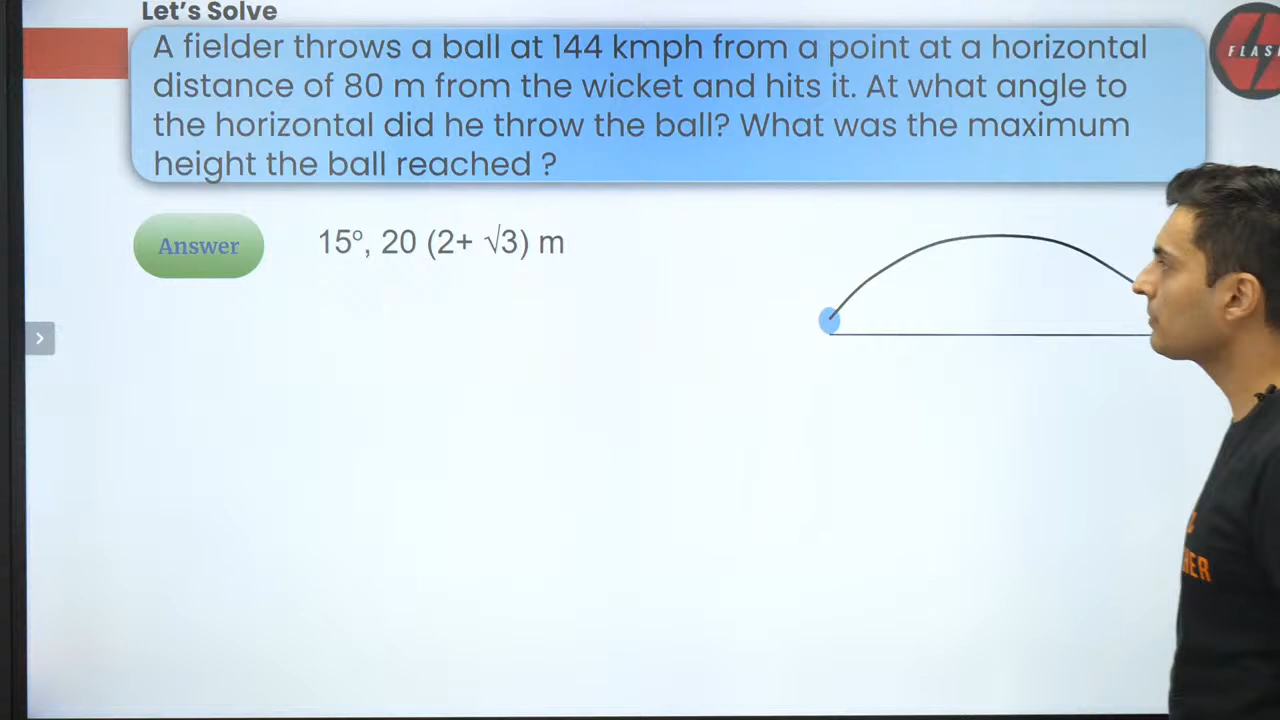 Let's Solve
A fielder throws a ball at 144 kmph from a point at a horizontal
distance of 80 m from the wicket and hits it. At what angle to
the horizontal did he throw the ball? What was the maximum
height the ball reached ?
FLAS
Answer
15º, 20 (2+ √3) m